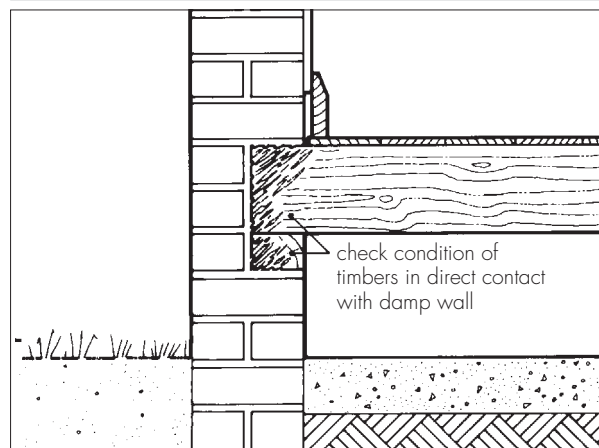 check condition of
timbers in direct contact
with damp wall